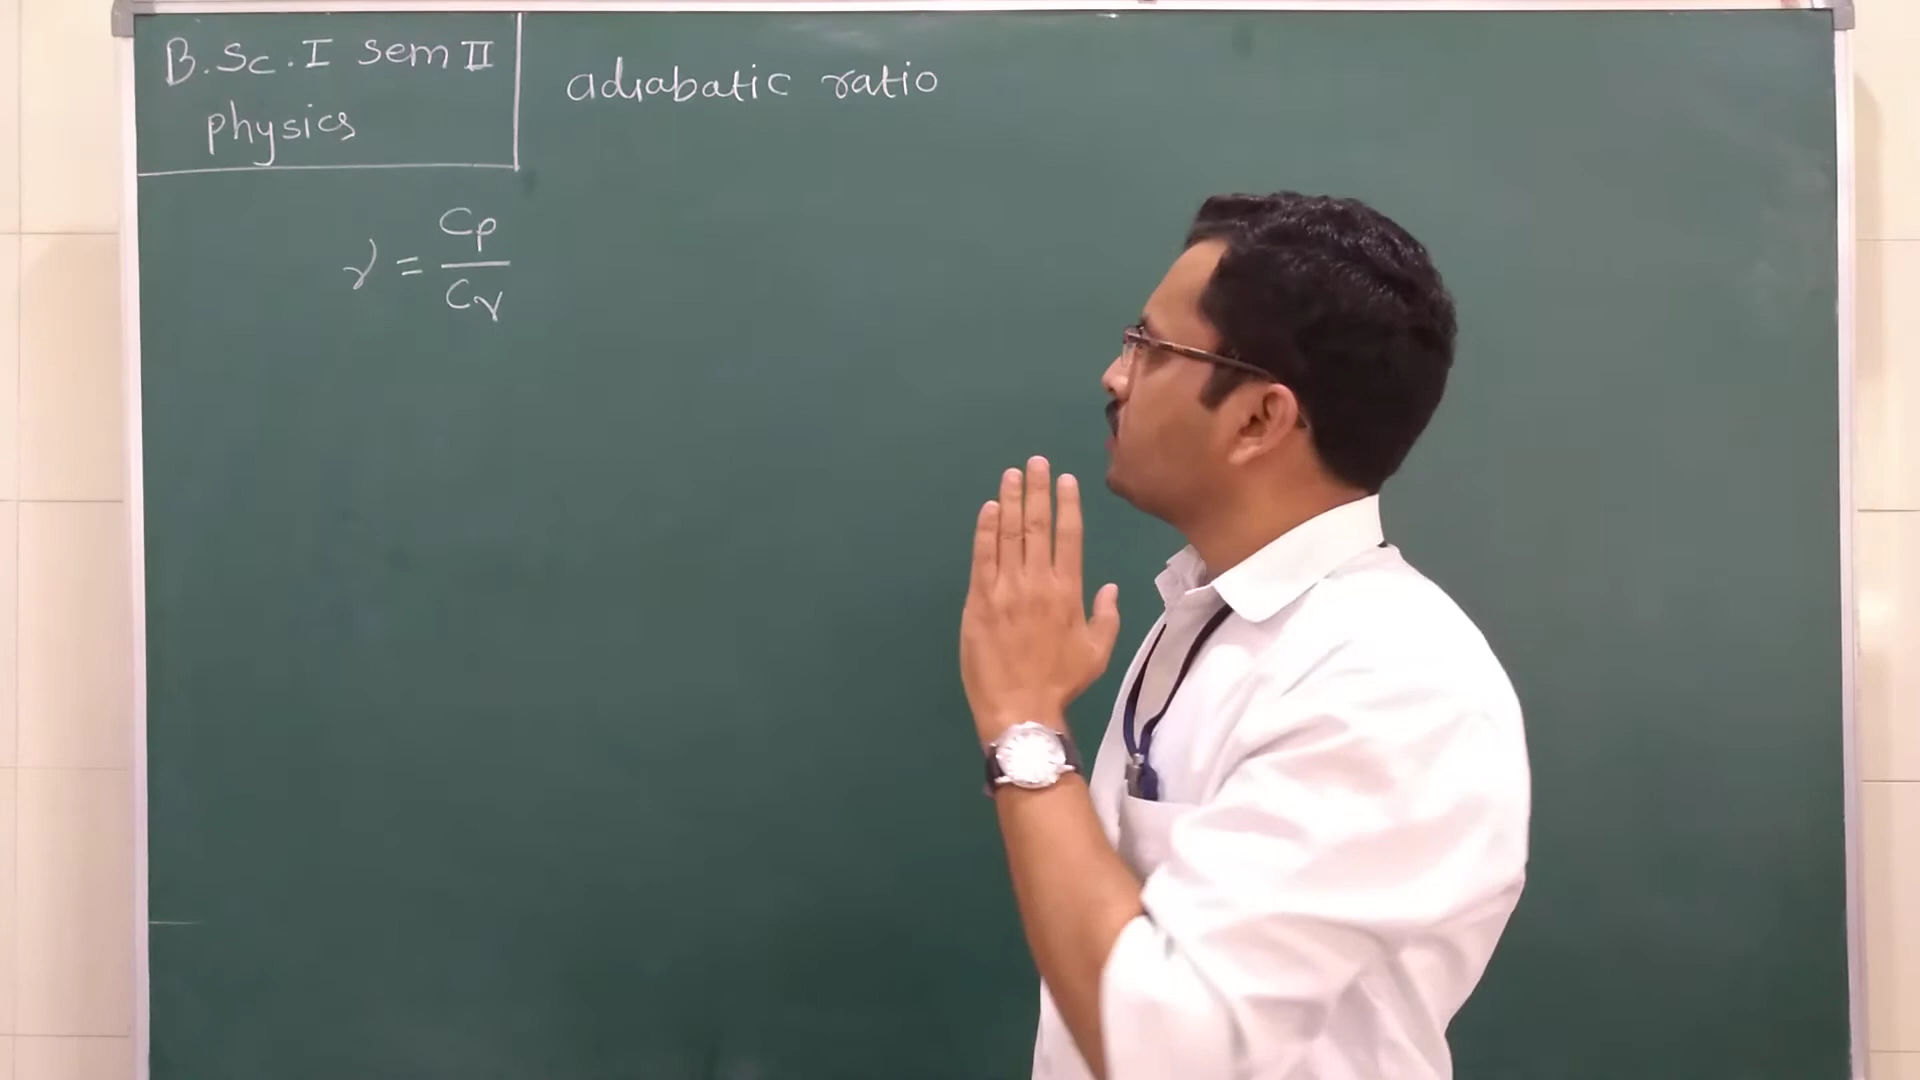 B.Sc. I Sem II
physics
adiabatic ratio
γ = Cp/Cv